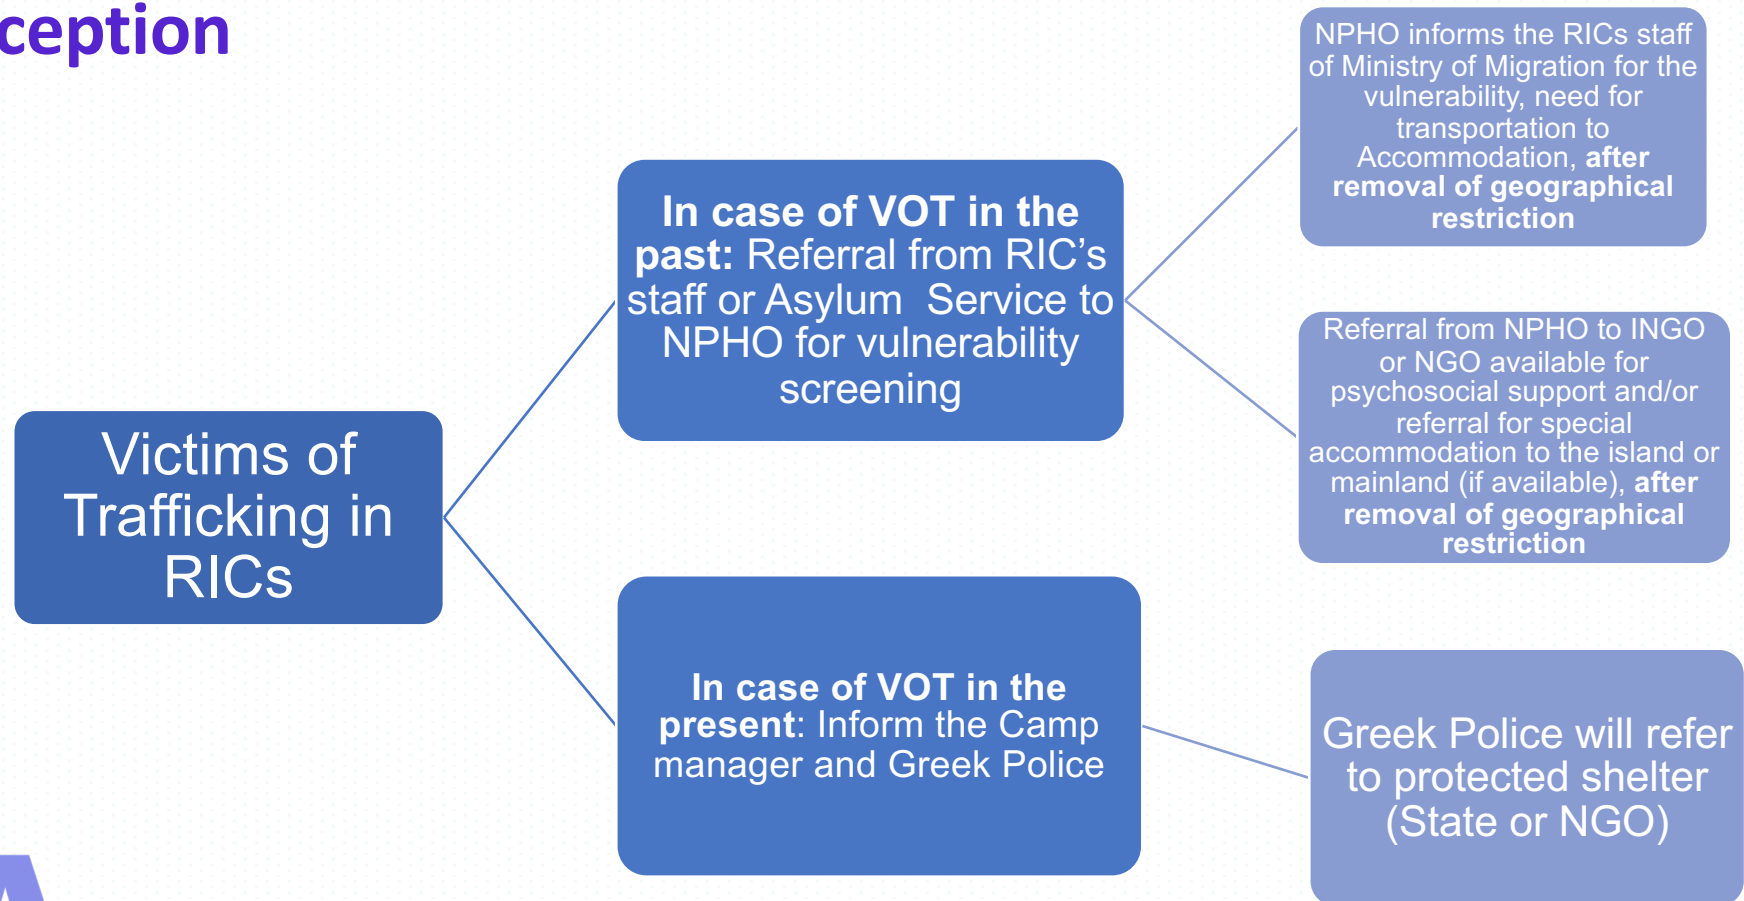 ception
Victims of
Trafficking in
RICs
In case of VOT in the
past: Referral from RIC’s
staff or Asylum  Service to
NPHO for vulnerability
screening
NPHO informs the RICs staff
of Ministry of Migration for the
vulnerability, need for
transportation to
Accommodation, after
removal of geographical
restriction
Referral from NPHO to INGO
or NGO available for
psychosocial support and/or
referral for special
accommodation to the island or
mainland (if available), after
removal of geographical
restriction
In case of VOT in the
present: Inform the Camp
manager and Greek Police
Greek Police will refer
to protected shelter
(State or NGO)